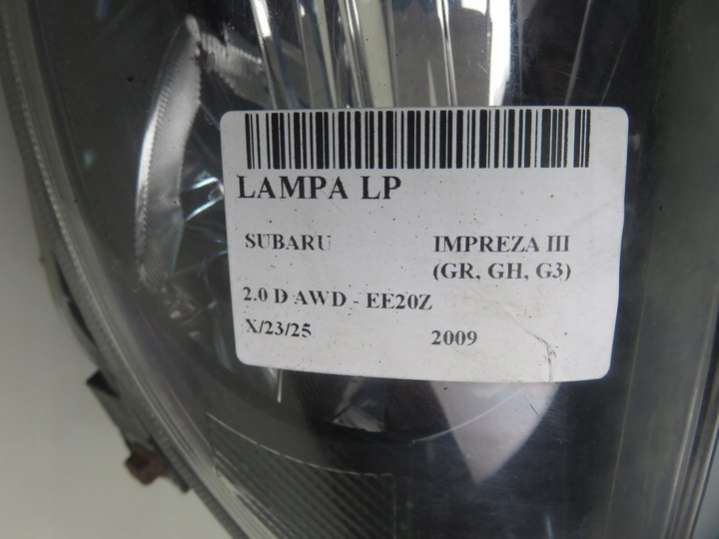 LAMPA LP
SUBARU IMPREZA III
(GR, GH, G3)
2.0 D AWD - EE20Z
X/23/25 2009